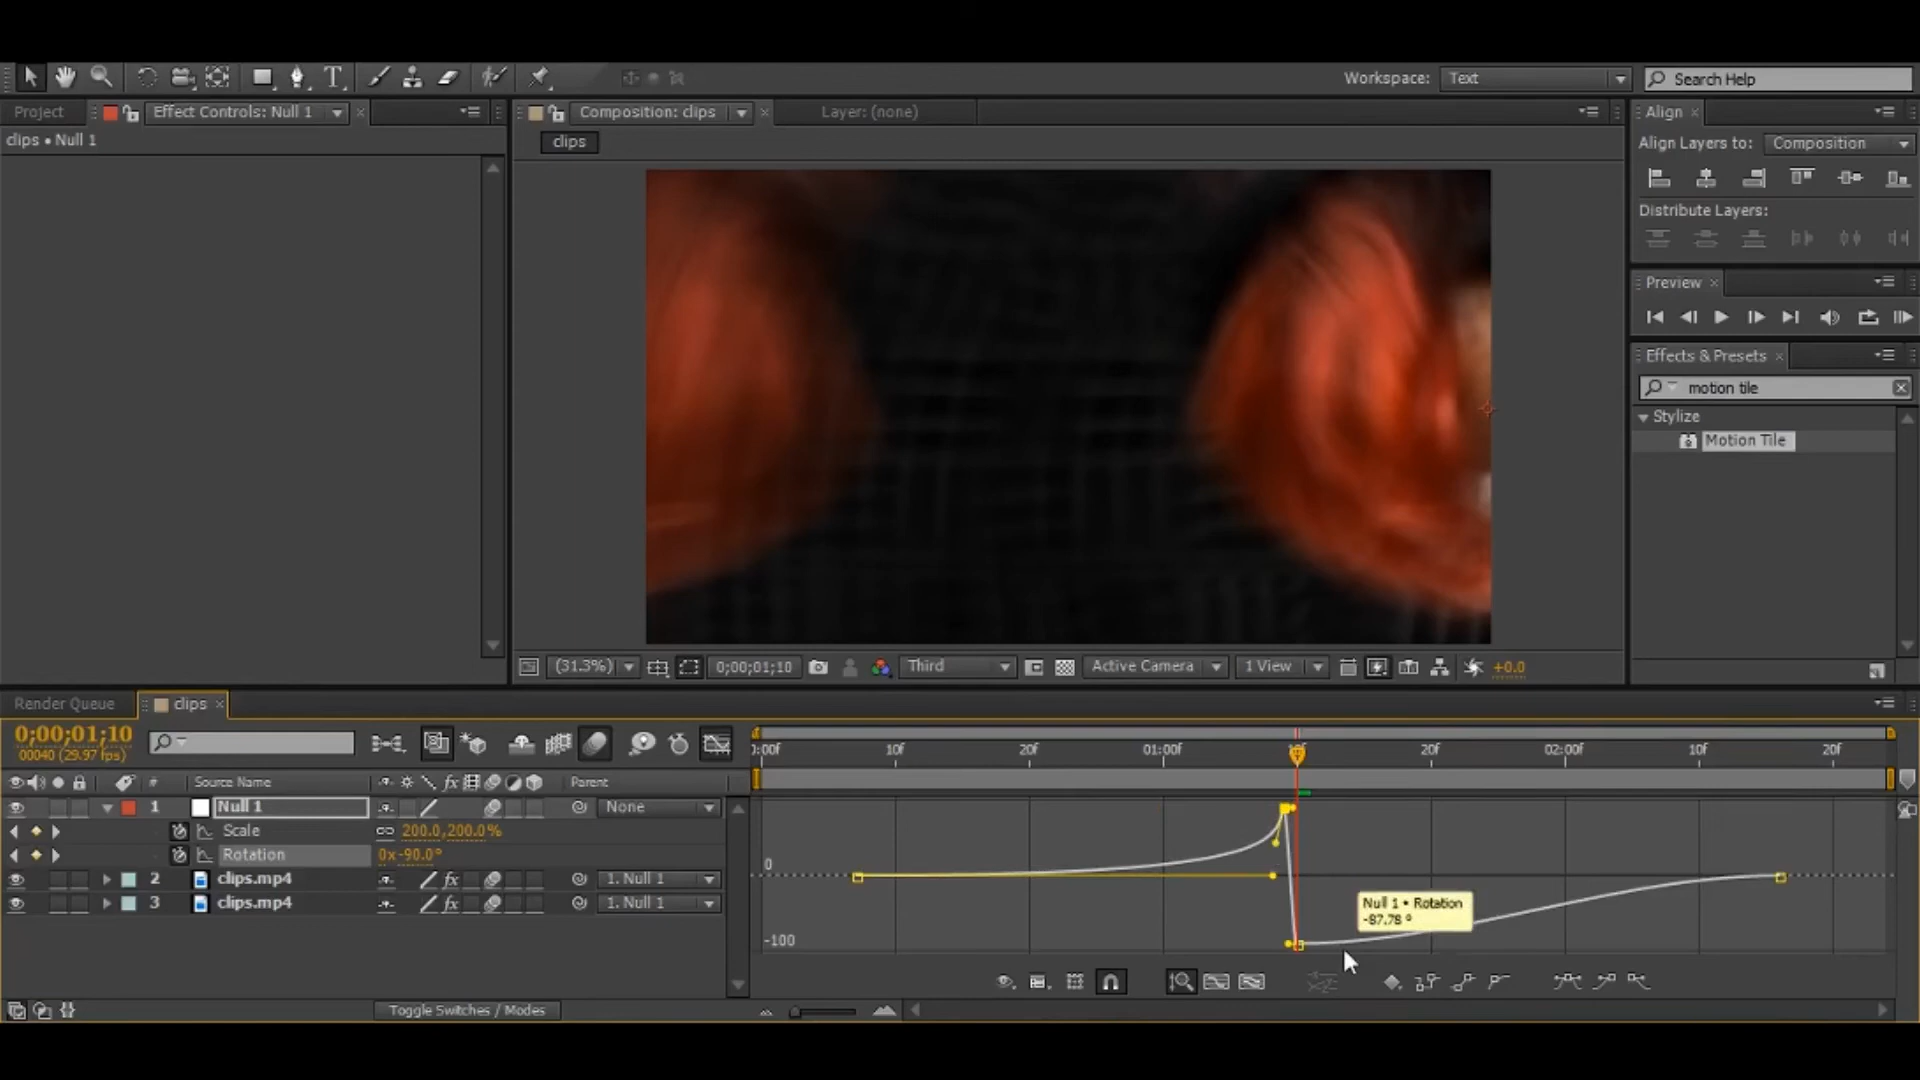 Workspace: Text Search Help
Project Effect Controls: Null 1 Composition: clips Layer: (none) Align
clips • Null 1 clips Align Layers to: Composition
Distribute Layers:
Preview
Effects & Presets
motion tile
Stylize
Motion Tile
(31.3%) 0;00;01;10 Third Active Camera 1 View +0.0
Render Queue clips
0;00;01;10
00040 (29.97 fps)
0:00f 10f 20f 01:00f 10f 20f 02:00f 10f 20f
# Source Name fx Parent
1 Null 1 None
Scale 200.0,200.0%
Rotation 0x-90.0°
2 clips.mp4 fx 1. Null 1
3 clips.mp4 fx 1. Null 1
0
-100
Null 1 • Rotation
-87.78 °
Toggle Switches / Modes